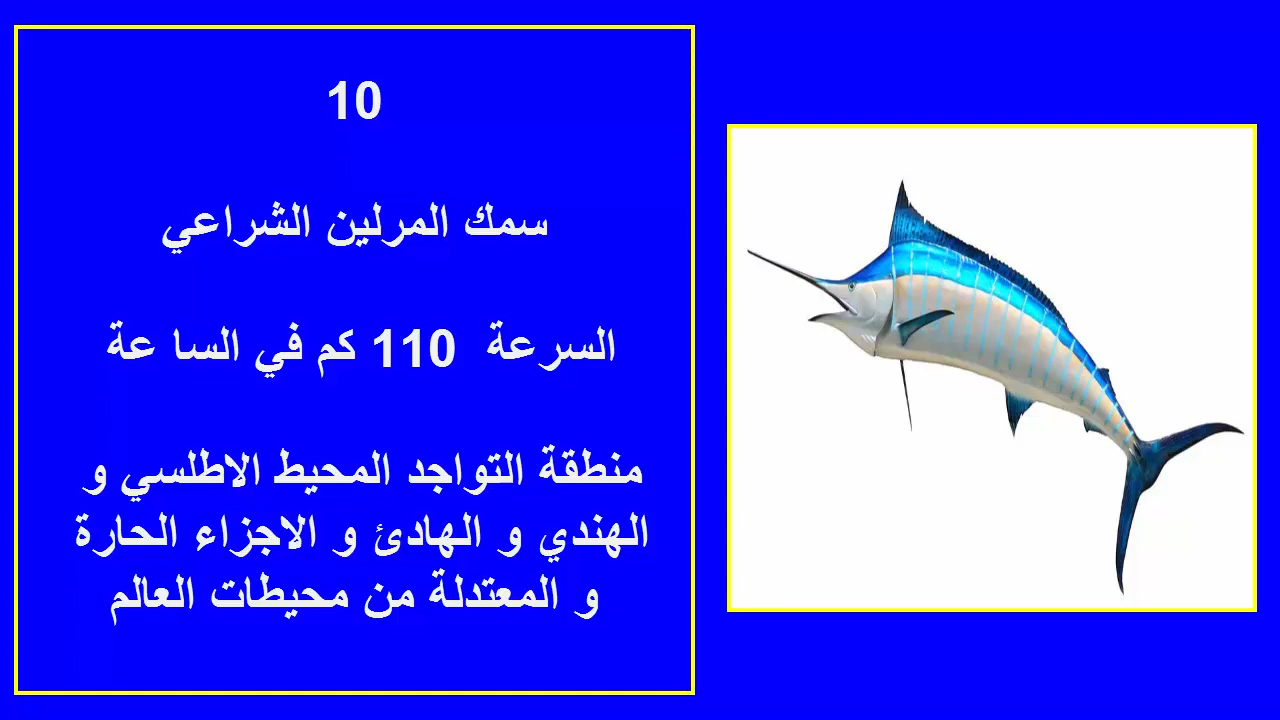 10
سمك المرلين الشراعي
السرعة 110 كم في السا عة
منطقة التواجد المحيط الاطلسي و
الهندي و الهادئ و الاجزاء الحارة
و المعتدلة من محيطات العالم